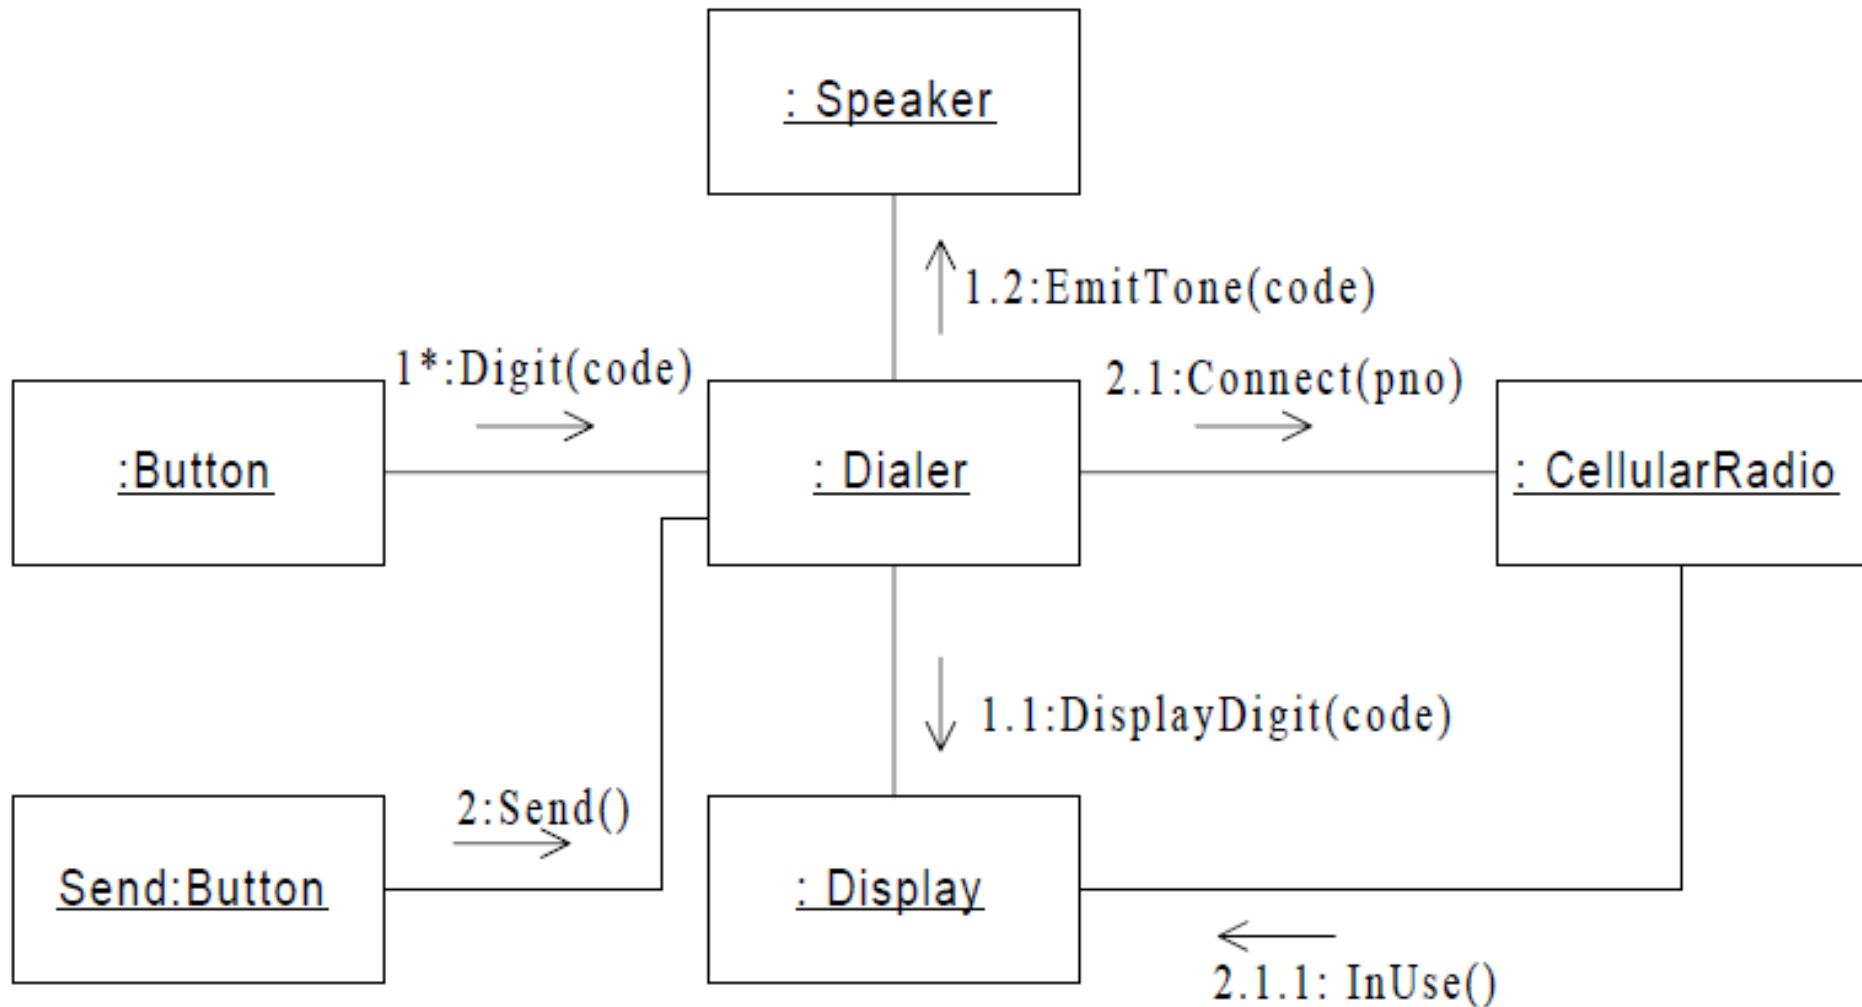 : Speaker
1.2:EmitTone(code)
1*:Digit(code)
2.1:Connect(pno)
:Button
: Dialer
: CellularRadio
1.1:DisplayDigit(code)
2:Send()
Send:Button
: Display
2.1.1: InUse()